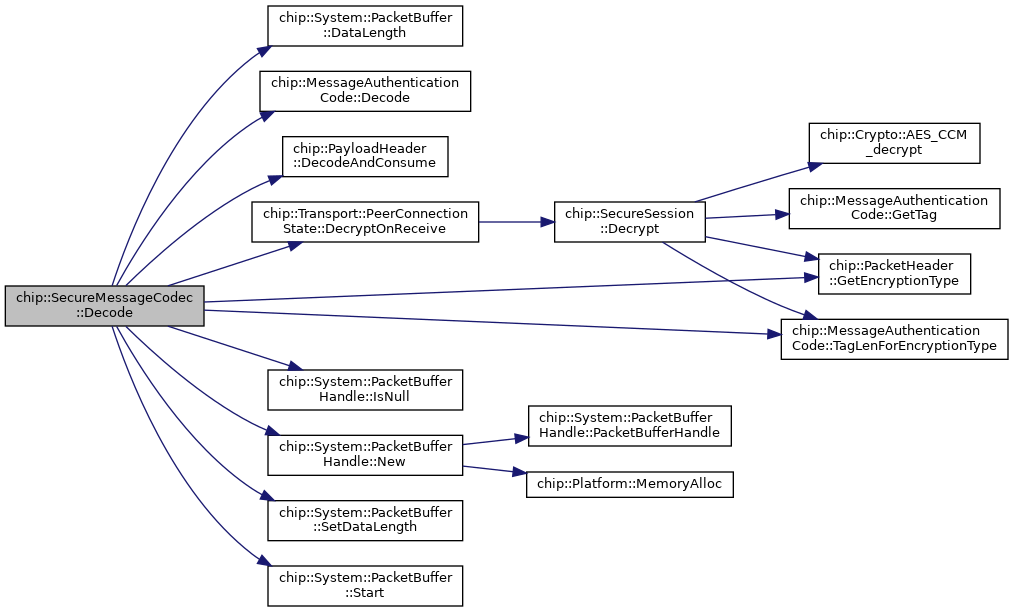 chip::System::PacketBuffer
::DataLength
chip::MessageAuthentication
Code::Decode
chip::PayloadHeader
::DecodeAndConsume
chip::Transport::PeerConnection
State::DecryptOnReceive
chip::SecureSession
::Decrypt
chip::Crypto::AES_CCM
_decrypt
chip::MessageAuthentication
Code::GetTag
chip::PacketHeader
::GetEncryptionType
chip::SecureMessageCodec
::Decode
chip::MessageAuthentication
Code::TagLenForEncryptionType
chip::System::PacketBuffer
Handle::IsNull
chip::System::PacketBuffer
Handle::New
chip::System::PacketBuffer
Handle::PacketBufferHandle
chip::Platform::MemoryAlloc
chip::System::PacketBuffer
::SetDataLength
chip::System::PacketBuffer
::Start